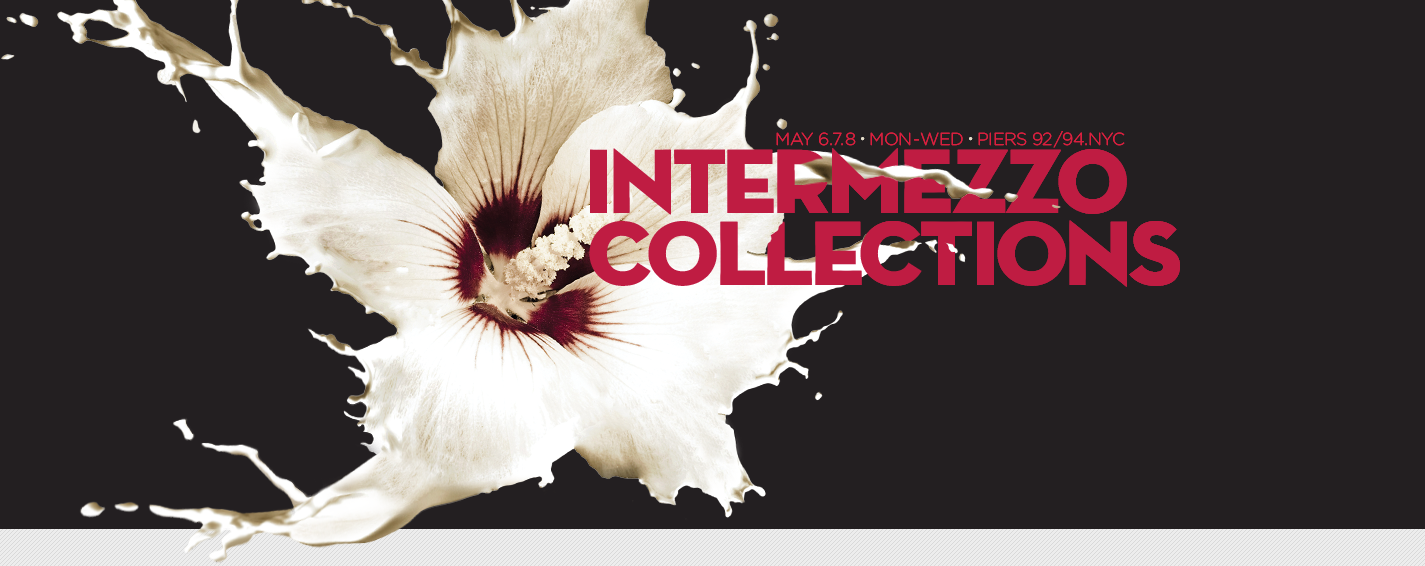 MAY 6.7.8 • MON-WED • PIERS 92/94.NYC
INTERMEZZO
COLLECTIONS